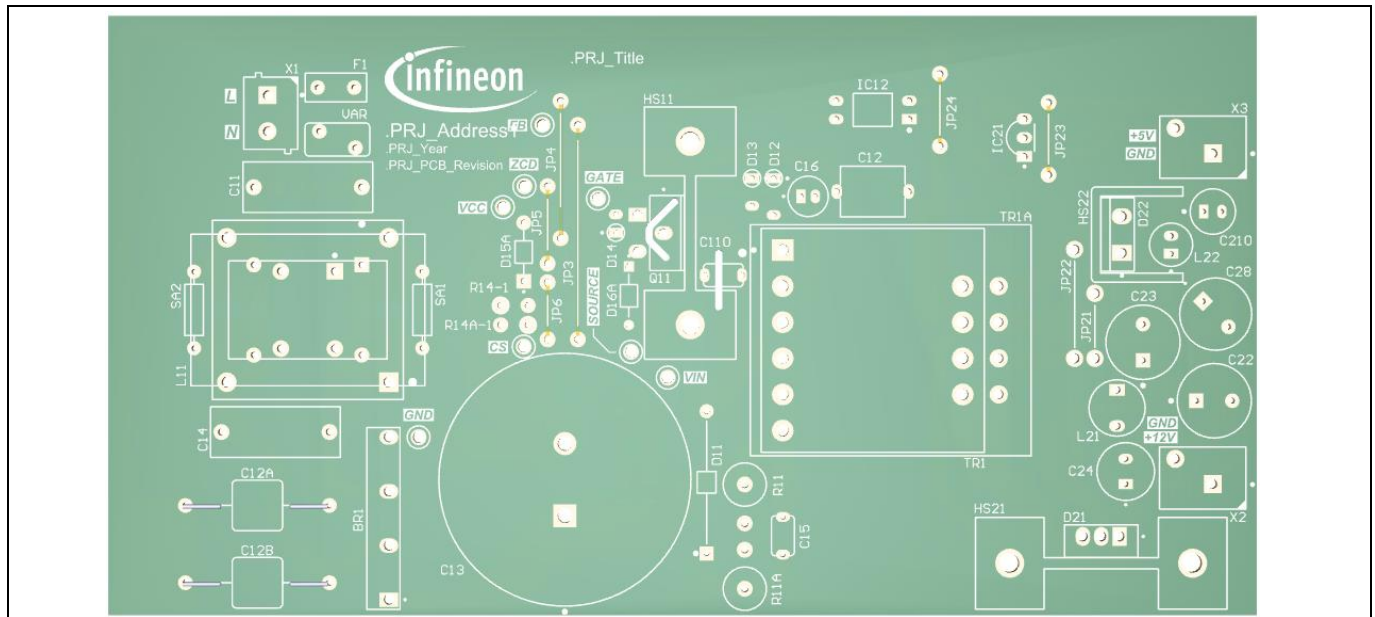 X1
F1
L
N
VAR
infineon
.PRJ_Title
.PRJ_Address1
.PRJ_Year
.PRJ_PCB_Revision
FB
ZCD
VCC
GATE
JP4
JP5
JP3
JP6
HS11
D13
D12
C16
C12
IC12
JP24
IC21
JP23
X3
+5V
GND
C11
D15A
D14
Q11
C110
D16A
SOURCE
R14-1
R14A-1
CS
TR1A
TR1
HS22
D22
L22
C210
JP22
JP21
C23
C28
C22
SA2
SA1
L11
VIN
GND
C14
C12A
C12B
BR1
C13
D11
R11
C15
R11A
L21
GND
+12V
C24
X2
HS21
D21